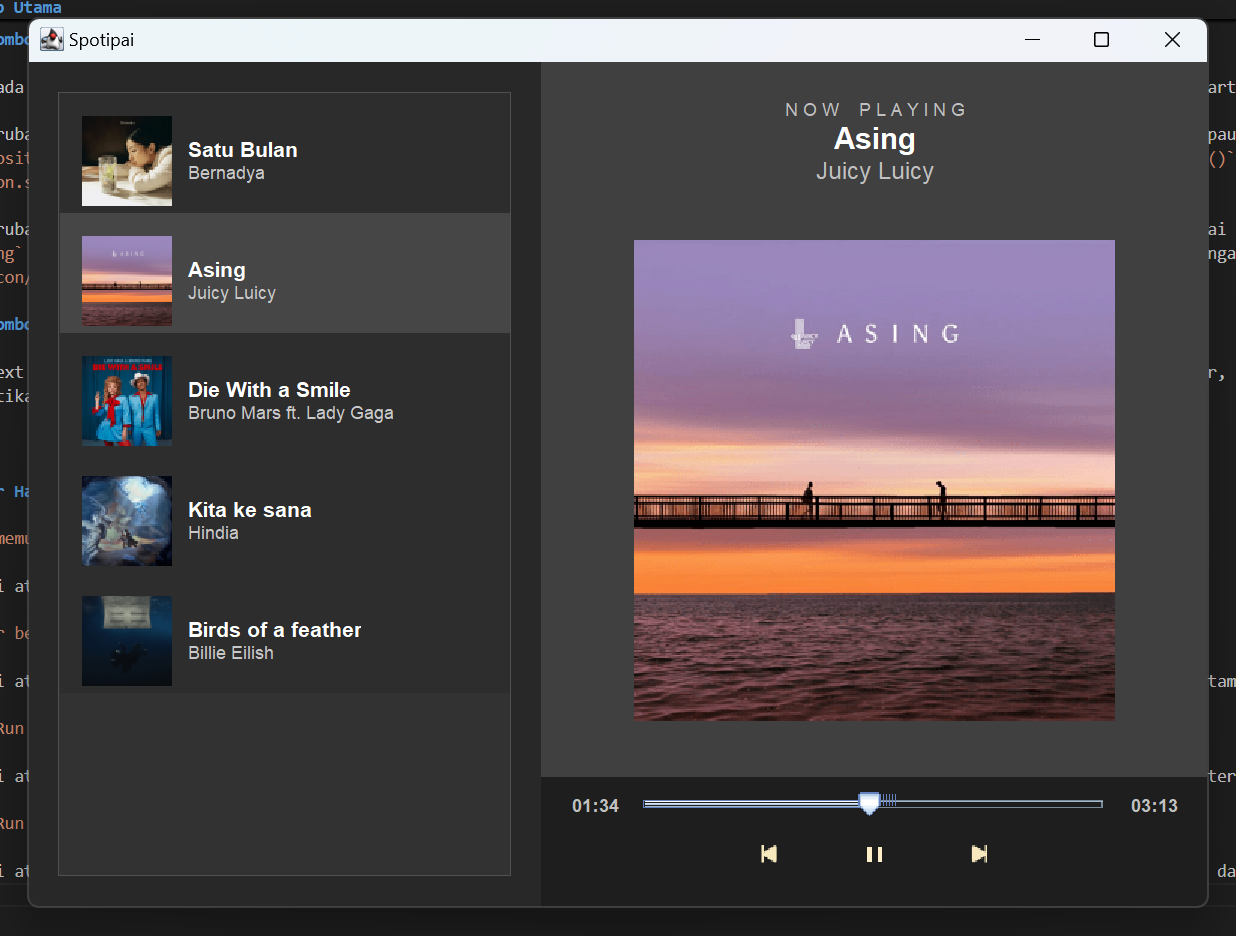 Utama
Spotipai
Satu Bulan
Bernadya
Asing
Juicy Luicy
Die With a Smile
Bruno Mars ft. Lady Gaga
Kita ke sana
Hindia
Birds of a feather
Billie Eilish
NOW PLAYING
Asing
Juicy Luicy
ASING
01:34
03:13